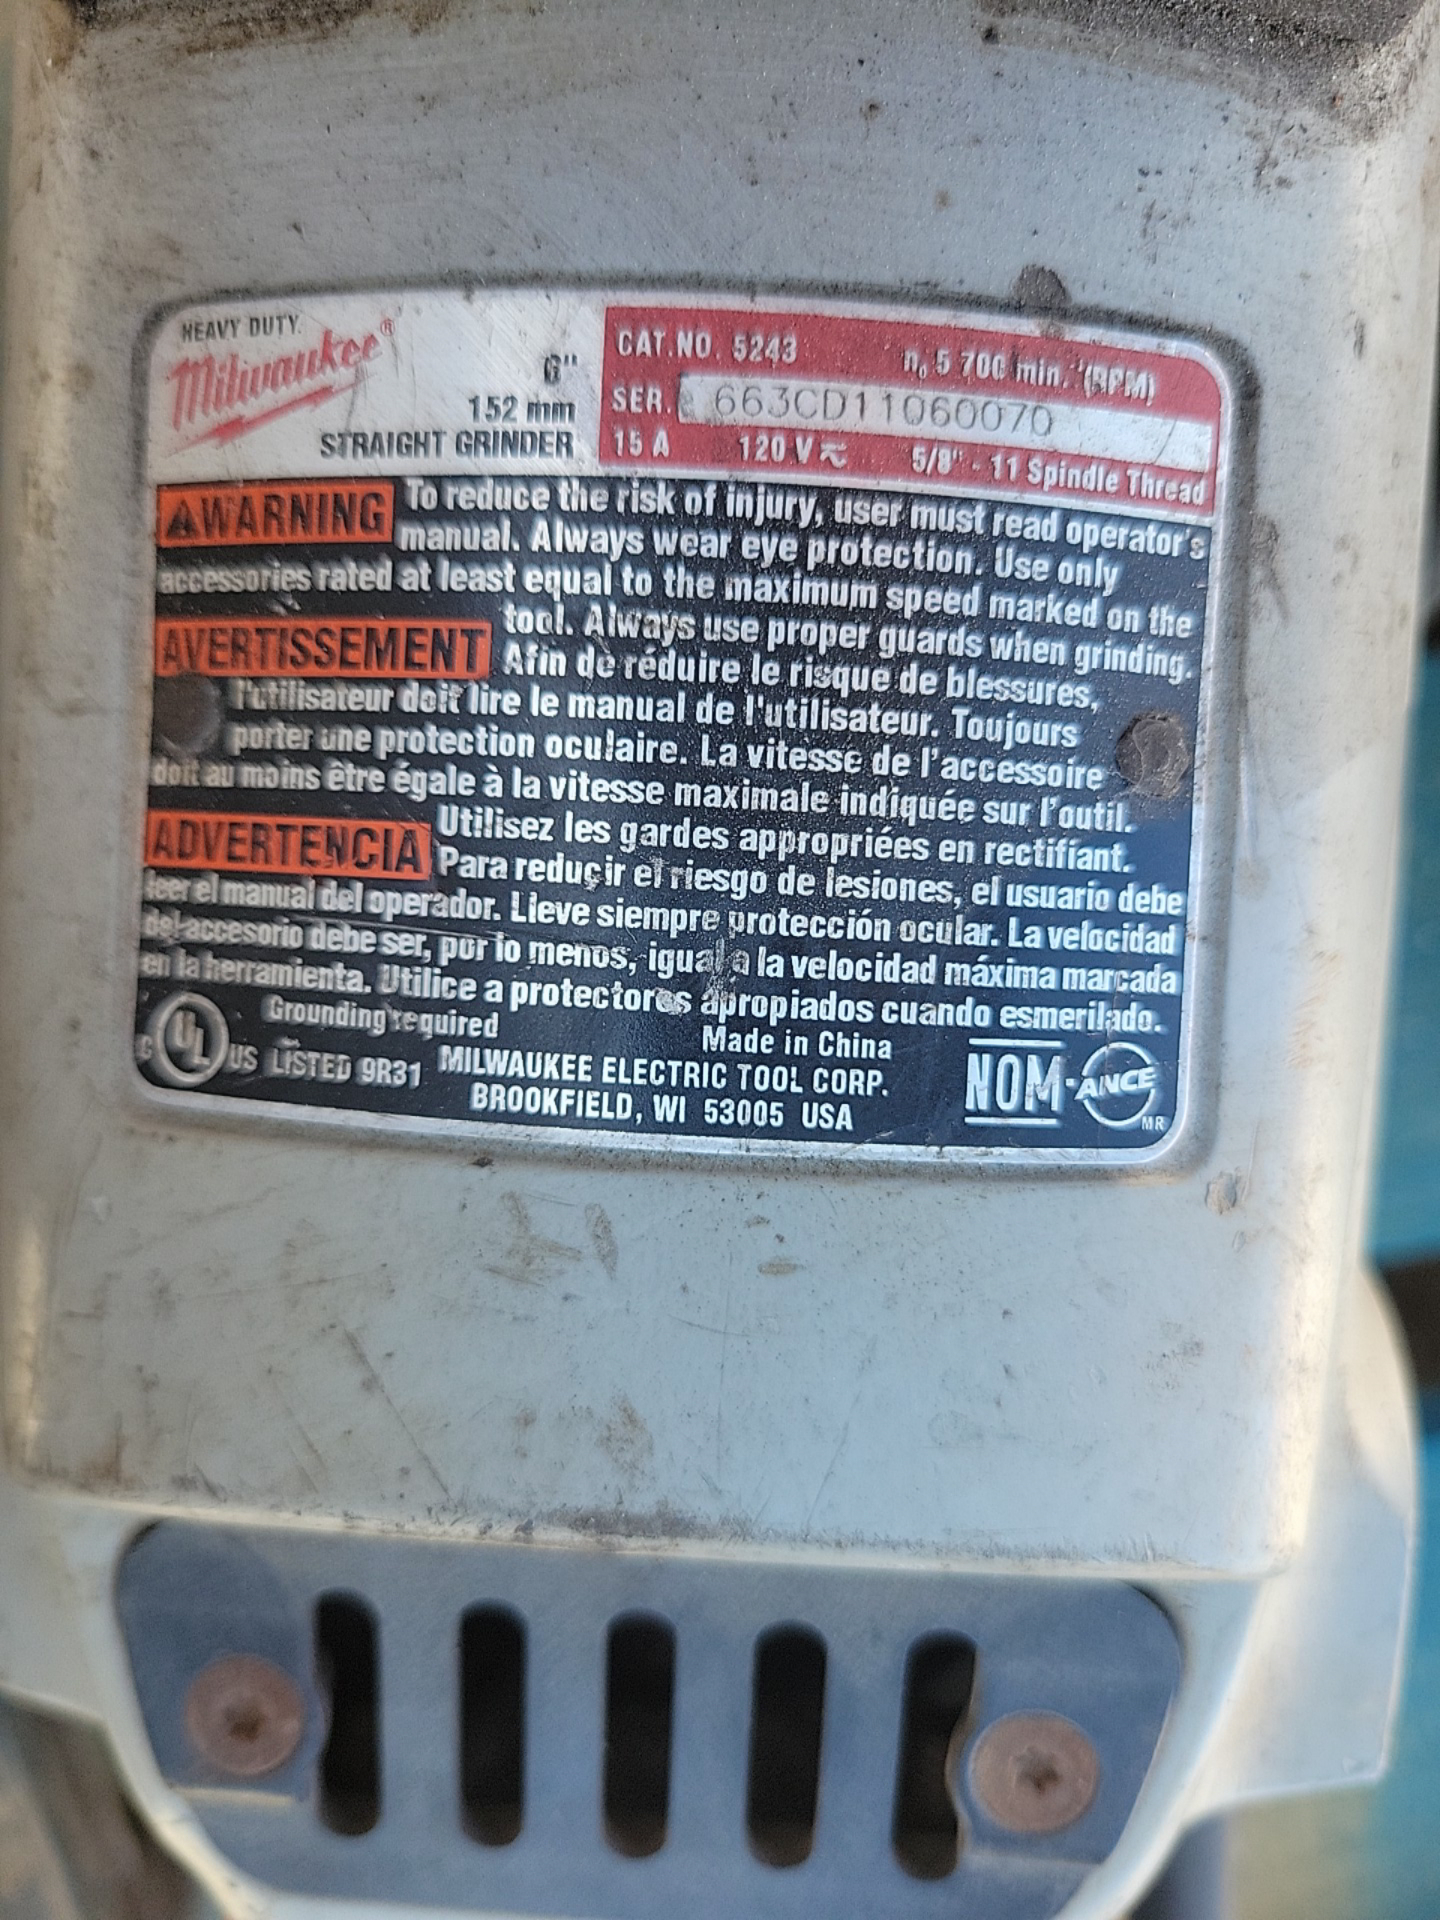 HEAVY DUTY
Milwaukee®
6"
152 mm
STRAIGHT GRINDER
CAT.NO. 5243 n₀ 5 700 min.⁻¹(RPM)
SER. 663CD11060070
15 A 120 V 5/8" - 11 Spindle Thread
WARNING To reduce the risk of injury, user must read operator's
manual. Always wear eye protection. Use only
accessories rated at least equal to the maximum speed marked on the
tool. Always use proper guards when grinding.
AVERTISSEMENT Afin de réduire le risque de blessures,
l'utilisateur doit lire le manual de l'utilisateur. Toujours
porter une protection oculaire. La vitesse de l'accessoire
doit au moins être égale à la vitesse maximale indiquée sur l'outil.
Utilisez les gardes appropriées en rectifiant.
ADVERTENCIA Para reducir el riesgo de lesiones, el usuario debe
leer el manual del operador. Lleve siempre protección ocular. La velocidad
del accesorio debe ser, por lo menos, igual a la velocidad máxima marcada
en la herramienta. Utilice a protectores apropiados cuando esmerilado.
Grounding required
Made in China
C UL US LISTED 9R31
MILWAUKEE ELECTRIC TOOL CORP.
BROOKFIELD, WI 53005 USA
NOM-ANCE MR